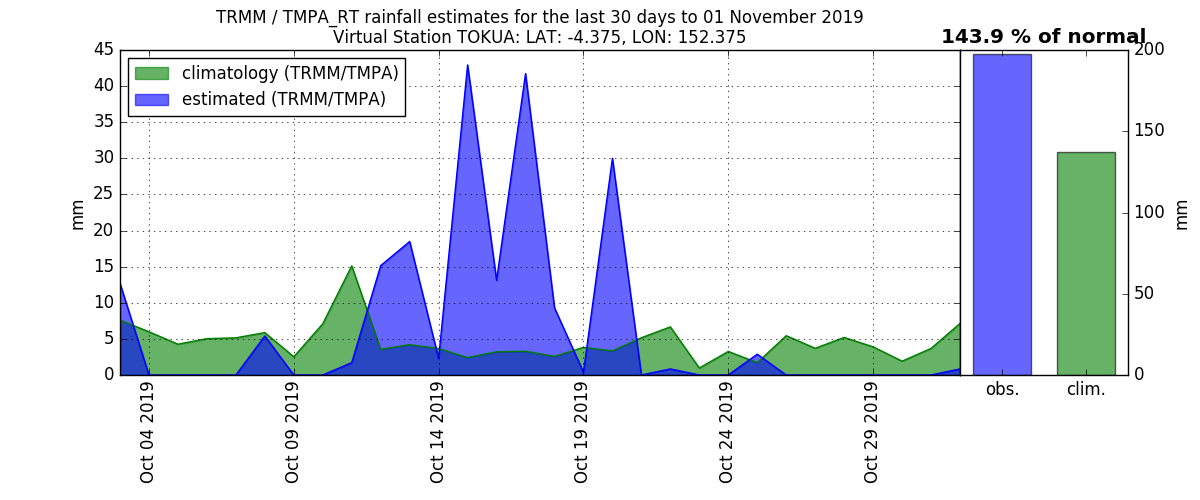 TRMM / TMPA_RT rainfall estimates for the last 30 days to 01 November 2019
Virtual Station TOKUA: LAT: -4.375, LON: 152.375
143.9 % of normal
climatology (TRMM/TMPA)
estimated (TRMM/TMPA)
mm
45
40
35
30
25
20
15
10
5
0
Oct 04 2019
Oct 09 2019
Oct 14 2019
Oct 19 2019
Oct 24 2019
Oct 29 2019
200
150
100
50
0
mm
obs.
clim.